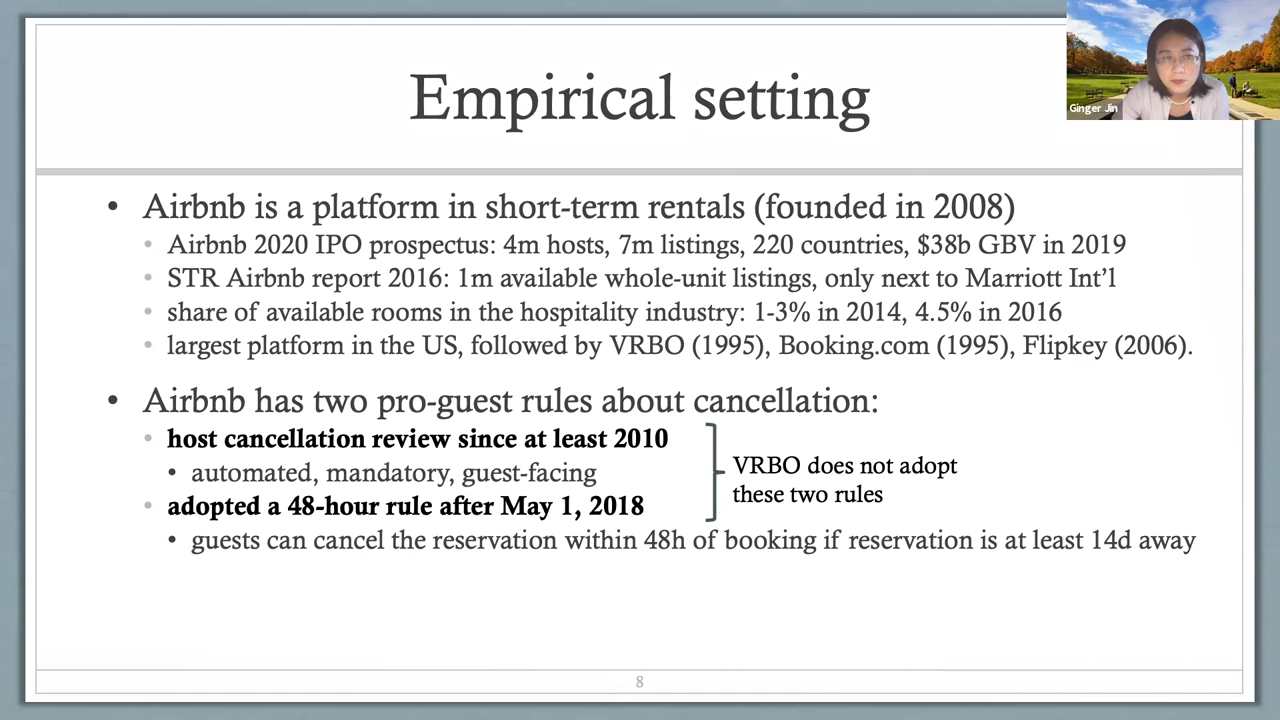 Empirical setting
Ginger Jin
• Airbnb is a platform in short-term rentals (founded in 2008)
• Airbnb 2020 IPO prospectus: 4m hosts, 7m listings, 220 countries, $38b GBV in 2019
• STR Airbnb report 2016: 1m available whole-unit listings, only next to Marriott Int'l
• share of available rooms in the hospitality industry: 1-3% in 2014, 4.5% in 2016
• largest platform in the US, followed by VRBO (1995), Booking.com (1995), Flipkey (2006).
• Airbnb has two pro-guest rules about cancellation:
• host cancellation review since at least 2010
• automated, mandatory, guest-facing
• adopted a 48-hour rule after May 1, 2018
VRBO does not adopt
these two rules
• guests can cancel the reservation within 48h of booking if reservation is at least 14d away
8